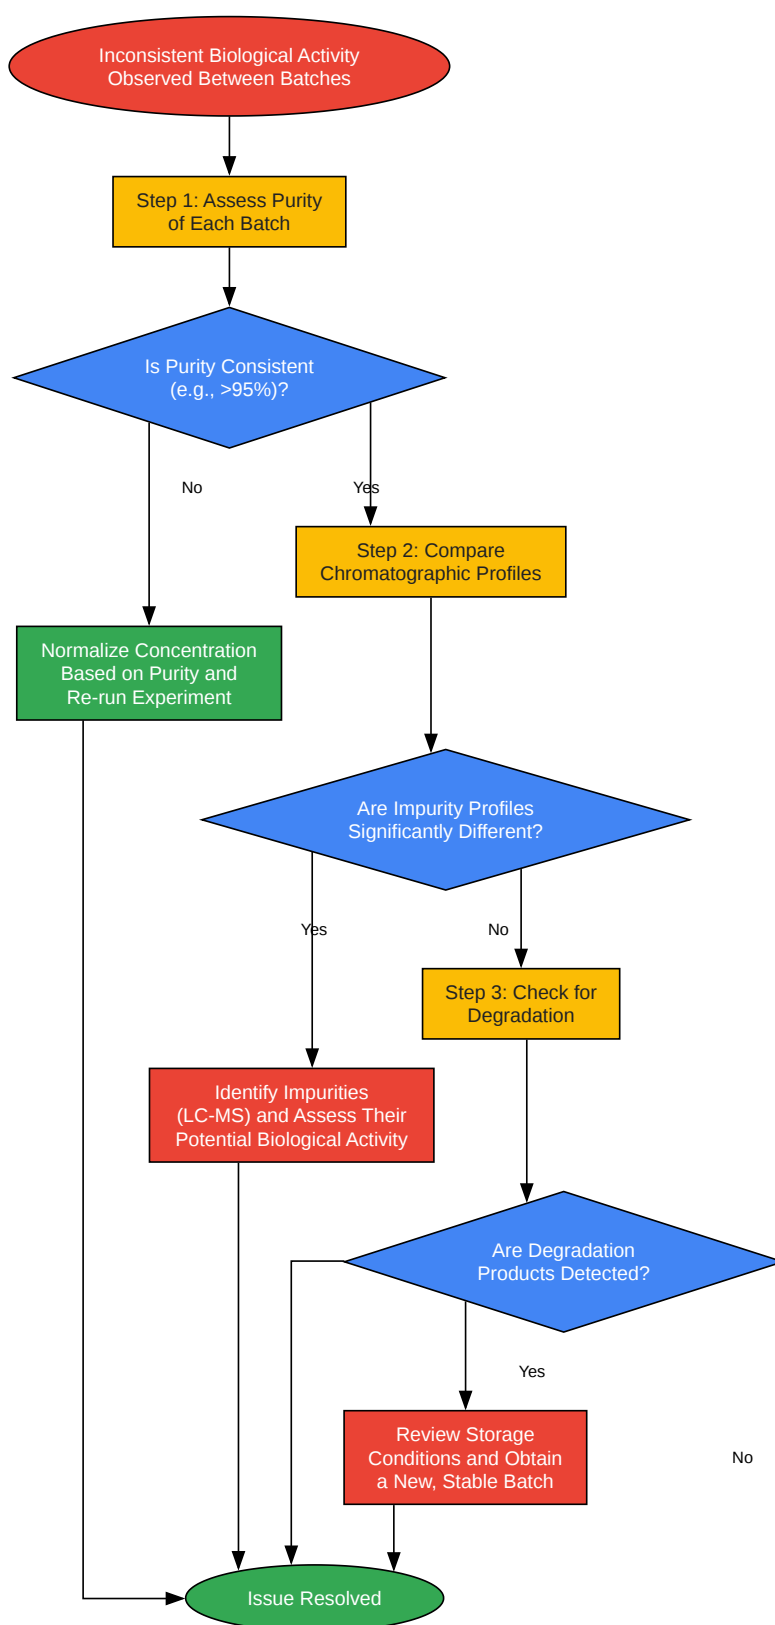 Inconsistent Biological Activity
Observed Between Batches
Step 1: Assess Purity
of Each Batch
Is Purity Consistent
(e.g., >95%)?
No
Yes
Step 2: Compare
Chromatographic Profiles
Normalize Concentration
Based on Purity and
Re-run Experiment
Are Impurity Profiles
Significantly Different?
Yes
No
Step 3: Check for
Degradation
Identify Impurities
(LC-MS) and Assess Their
Potential Biological Activity
Are Degradation
Products Detected?
Yes
Review Storage
Conditions and Obtain
a New, Stable Batch
No
Issue Resolved